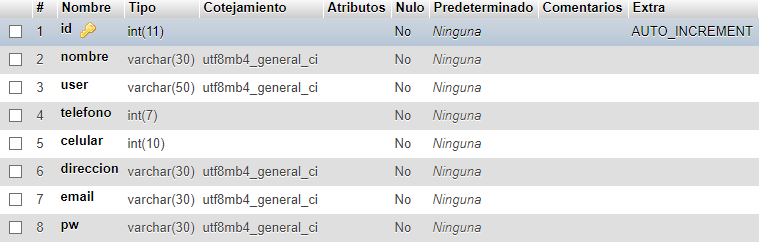 # Nombre Tipo Cotejamiento Atributos Nulo Predeterminado Comentarios Extra
1 id int(11) No Ninguna AUTO_INCREMENT
2 nombre varchar(30) utf8mb4_general_ci No Ninguna
3 user varchar(50) utf8mb4_general_ci No Ninguna
4 telefono int(7) No Ninguna
5 celular int(10) No Ninguna
6 direccion varchar(30) utf8mb4_general_ci No Ninguna
7 email varchar(30) utf8mb4_general_ci No Ninguna
8 pw varchar(30) utf8mb4_general_ci No Ninguna